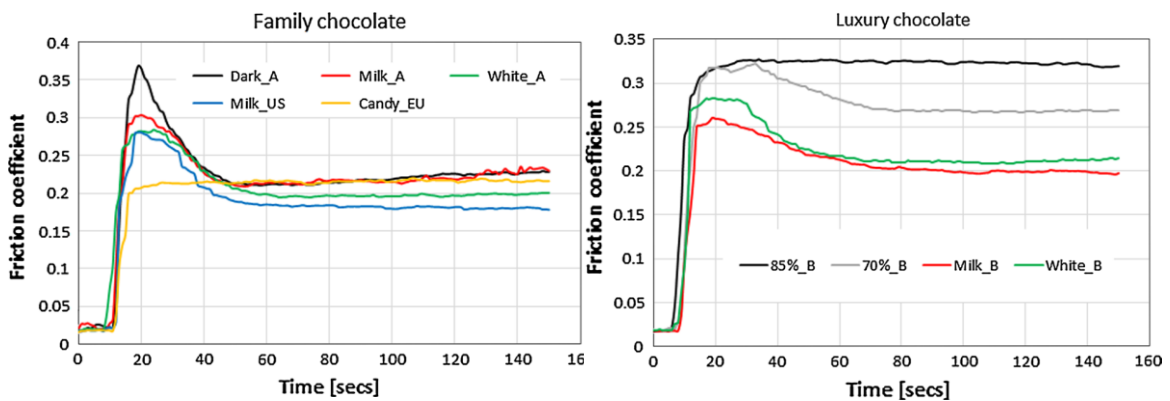 Family chocolate
0.4
0.35
0.3
0.25
0.2
0.15
0.1
0.05
0
Dark_A Milk_A White_A
Milk_US Candy_EU
0 20 40 60 80 100 120 140 16
Friction coefficient
Time [secs]
Luxury chocolate
0.35
0.3
0.25
0.2
0.15
0.1
0.05
0
85%_B 70%_B Milk_B White_B
0 20 40 60 80 100 120 140 160
Friction coefficient
Time [secs]